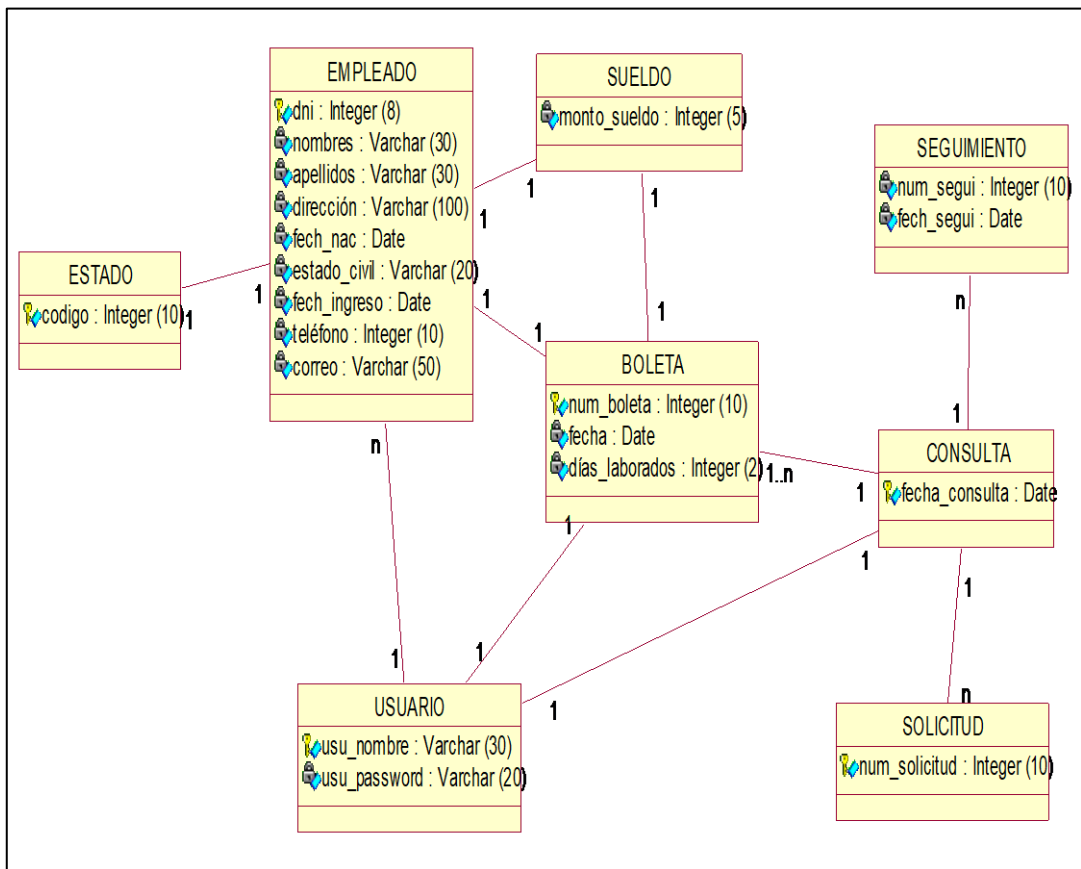 EMPLEADO
dni : Integer (8)
nombres : Varchar (30)
apellidos : Varchar (30)
dirección : Varchar (100)
fech_nac : Date
estado_civil : Varchar (20)
fech_ingreso : Date
teléfono : Integer (10)
correo : Varchar (50)
SUELDO
monto_sueldo : Integer (5)
SEGUIMIENTO
num_segui : Integer (10)
fech_segui : Date
ESTADO
codigo : Integer (10)
BOLETA
num_boleta : Integer (10)
fecha : Date
días_laborados : Integer (2)
CONSULTA
fecha_consulta : Date
USUARIO
usu_nombre : Varchar (30)
usu_password : Varchar (20)
SOLICITUD
num_solicitud : Integer (10)
1
1
1
1
1
1
1
1
n
1
1
1
1..n
1
n
1
1
1
1
n